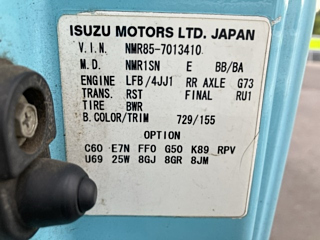 ISUZU MOTORS LTD. JAPAN
V.I.N. NMR85-7013410
M.D. NMR1SN E BB/BA
ENGINE LFB/4JJ1 RR AXLE G73
TRANS. RST FINAL RU1
TIRE BWR
B.COLOR/TRIM 729/155
OPTION
C60 E7N FFO G50 K89 RPV
U69 25W 8GJ 8GR 8JM